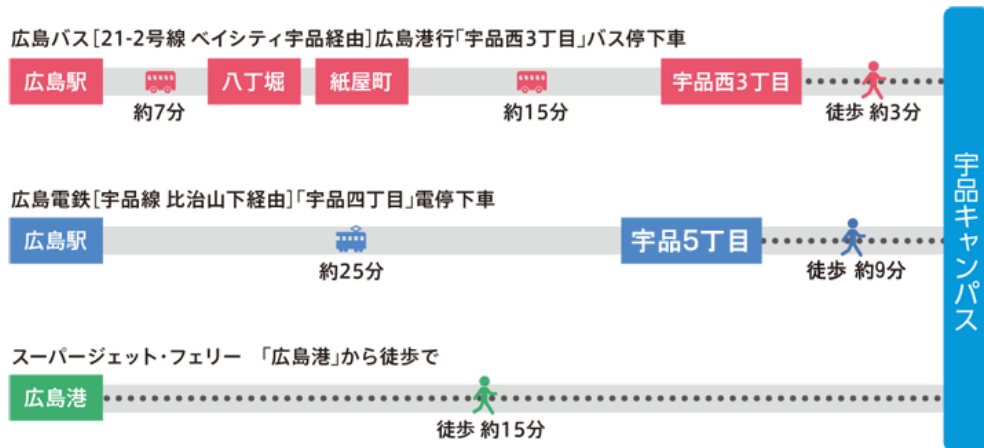 広島バス[21-2号線 ベイシティ宇品経由]広島港行「宇品西3丁目」バス停下車
広島駅 八丁堀 紙屋町 宇品西3丁目
約7分 約15分 徒歩 約3分
広島電鉄[宇品線 比治山下経由]「宇品四丁目」電停下車
広島駅 宇品5丁目
約25分 徒歩 約9分
スーパージェット・フェリー 「広島港」から徒歩で
広島港
徒歩 約15分
宇品キャンパス